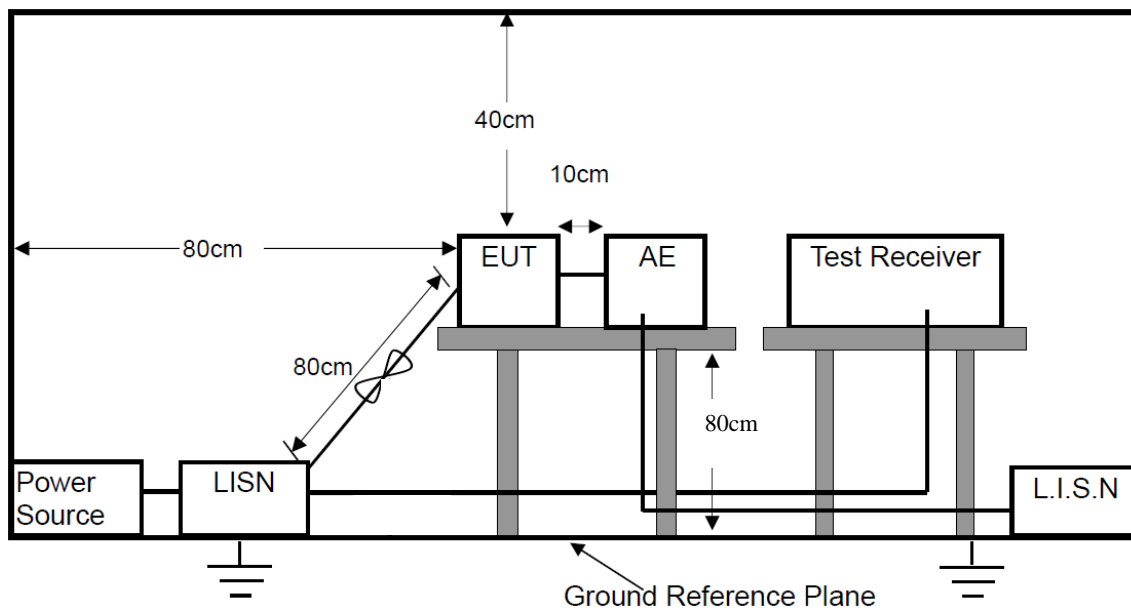 40cm
10cm
80cm
EUT
AE
Test Receiver
80cm
80cm
Power
Source
LISN
L.I.S.N
Ground Reference Plane